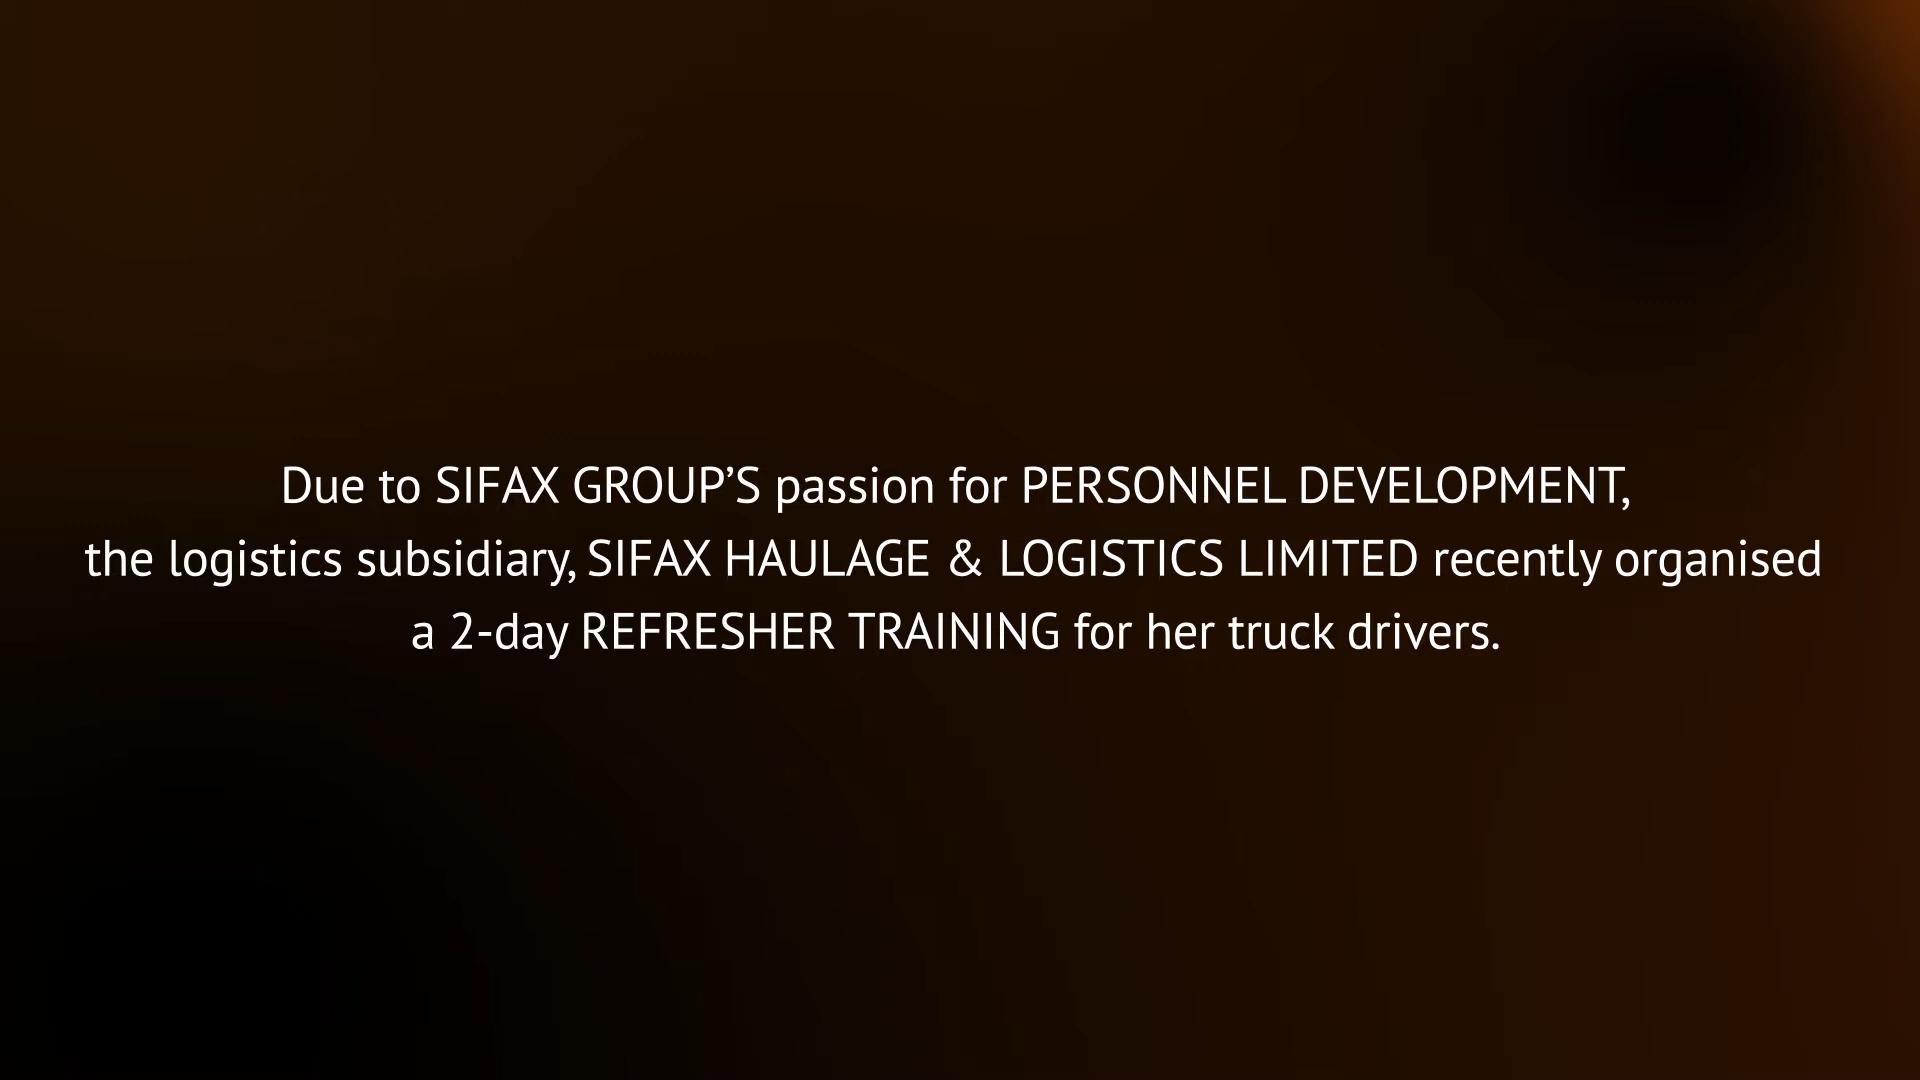 Due to SIFAX GROUP’S passion for PERSONNEL DEVELOPMENT,
the logistics subsidiary, SIFAX HAULAGE & LOGISTICS LIMITED recently organised
a 2-day REFRESHER TRAINING for her truck drivers.